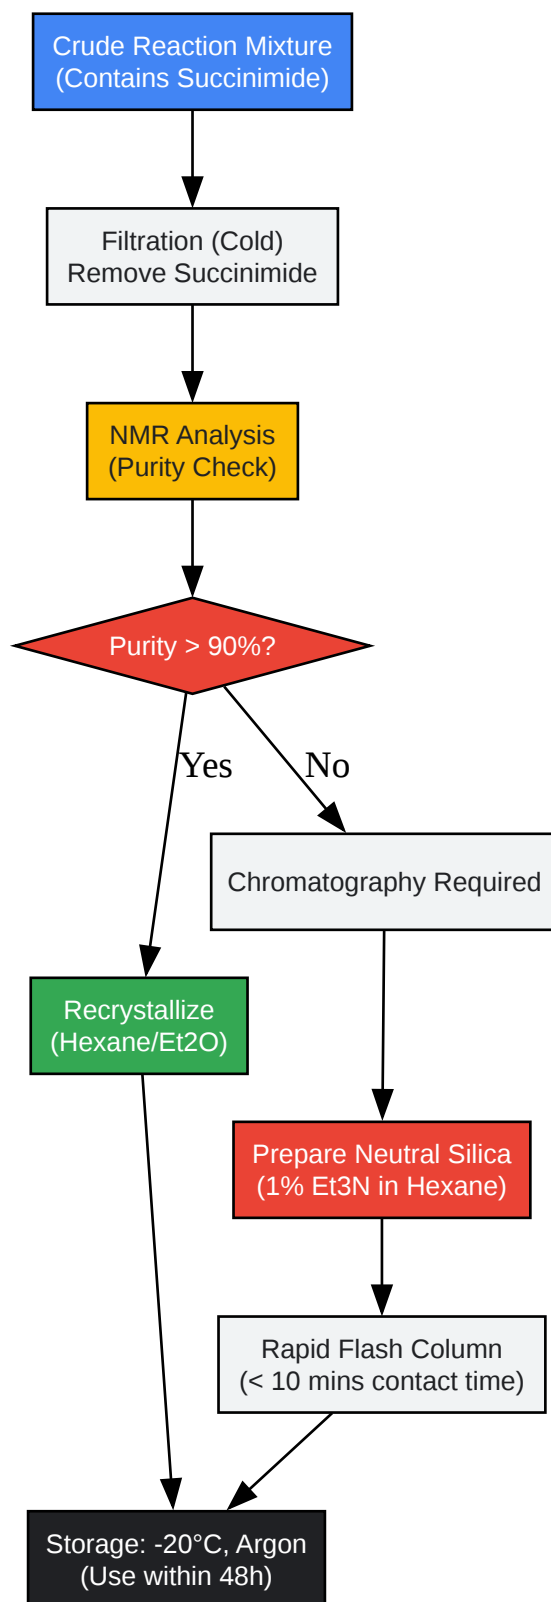 Crude Reaction Mixture
(Contains Succinimide)
Filtration (Cold)
Remove Succinimide
NMR Analysis
(Purity Check)
Purity > 90%?
Yes
No
Chromatography Required
Recrystallize
(Hexane/Et2O)
Prepare Neutral Silica
(1% Et3N in Hexane)
Rapid Flash Column
(< 10 mins contact time)
Storage: -20°C, Argon
(Use within 48h)